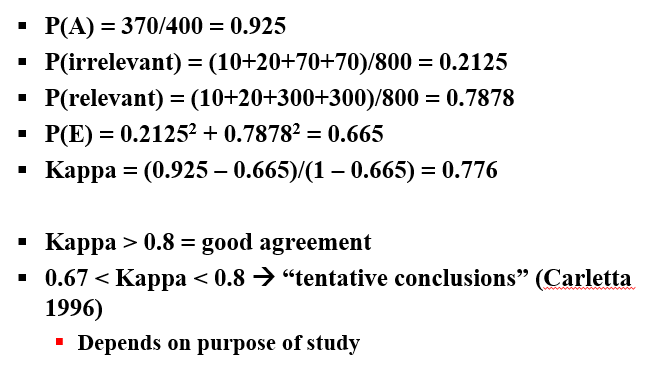 ▪ P(A) = 370/400 = 0.925
▪ P(irrelevant) = (10+20+70+70)/800 = 0.2125
▪ P(relevant) = (10+20+300+300)/800 = 0.7878
▪ P(E) = 0.2125² + 0.7878² = 0.665
▪ Kappa = (0.925 – 0.665)/(1 – 0.665) = 0.776
▪ Kappa > 0.8 = good agreement
▪ 0.67 < Kappa < 0.8 → “tentative conclusions” (Carletta
1996)
▪ Depends on purpose of study